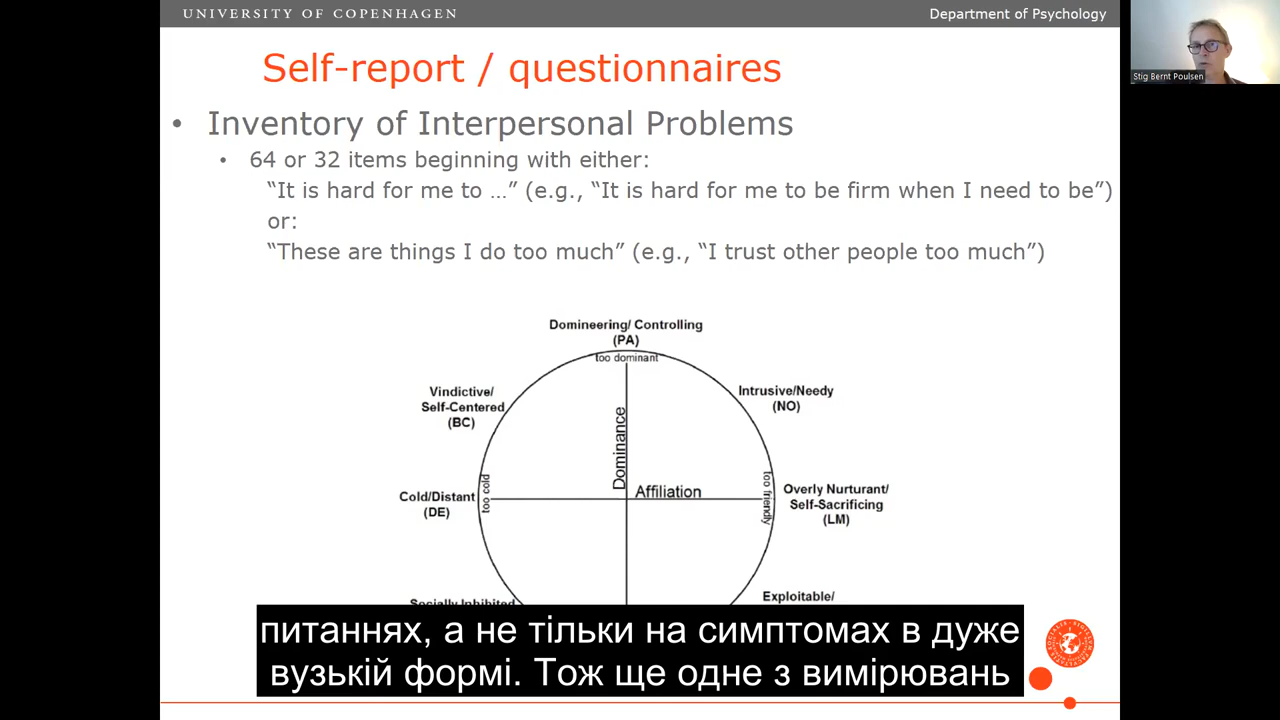 UNIVERSITY OF COPENHAGEN
Department of Psychology
Stig Bernt Poulsen
Self-report / questionnaires
• Inventory of Interpersonal Problems
• 64 or 32 items beginning with either:
“It is hard for me to …” (e.g., “It is hard for me to be firm when I need to be”)
or:
“These are things I do too much” (e.g., “I trust other people too much”)
Domineering/ Controlling
(PA)
too dominant
Vindictive/
Self-Centered
(BC)
Intrusive/Needy
(NO)
Dominance
Affiliation
too cold
too friendly
Cold/Distant
(DE)
Overly Nurturant/
Self-Sacrificing
(LM)
Socially Inhibited
Exploitable/
питаннях, а не тільки на симптомах в дуже
вузькій формі. Тож ще одне з вимірювань